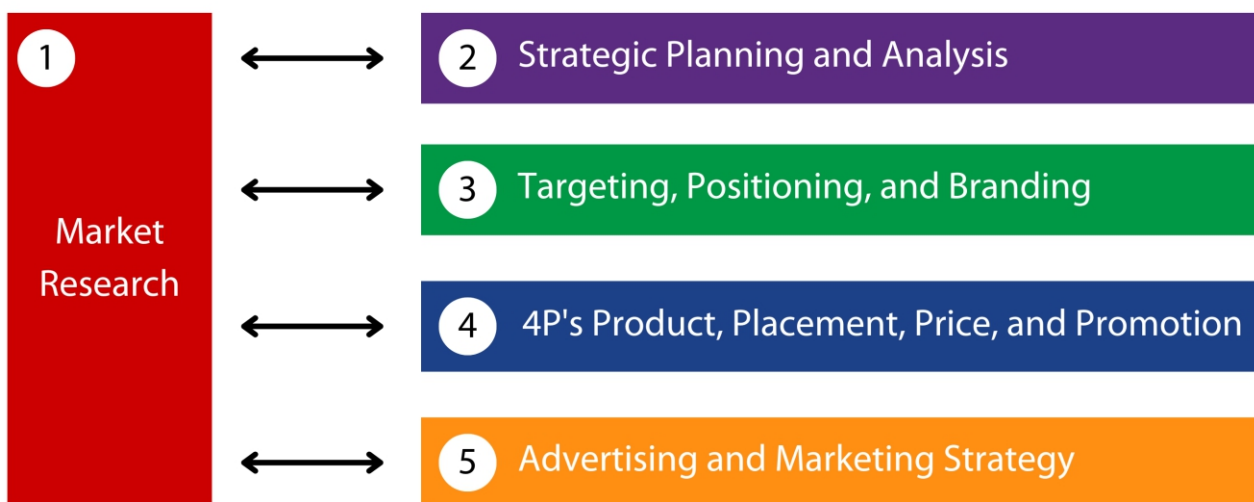 1
Market
Research
2 Strategic Planning and Analysis
3 Targeting, Positioning, and Branding
4 4P's Product, Placement, Price, and Promotion
5 Advertising and Marketing Strategy